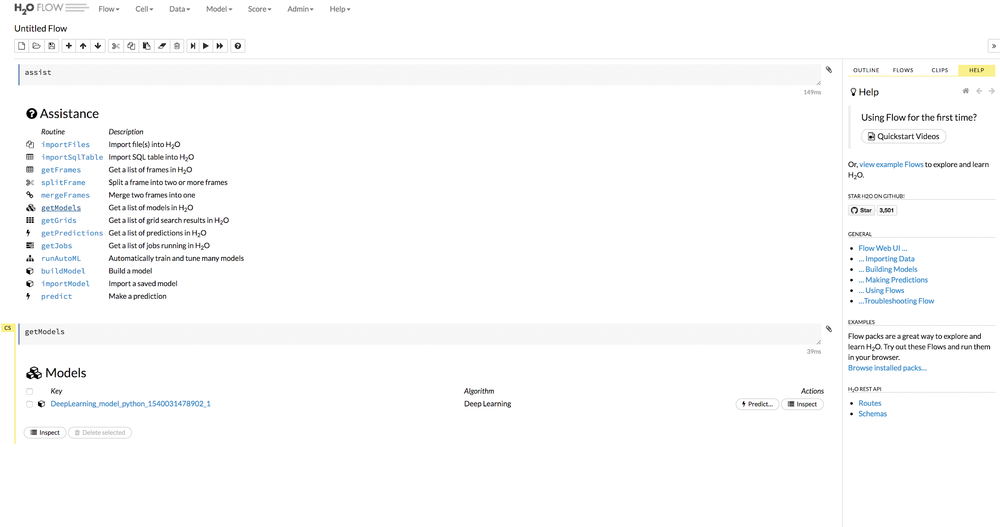 H2O FLOW Flow Cell Data Model Score Admin Help
Untitled Flow
assist
149ms
Assistance
Routine Description
importFiles Import file(s) into H2O
importSqlTable Import SQL table into H2O
getFrames Get a list of frames in H2O
splitFrame Split a frame into two or more frames
mergeFrames Merge two frames into one
getModels Get a list of models in H2O
getGrids Get a list of grid search results in H2O
getPredictions Get a list of predictions in H2O
getJobs Get a list of jobs running in H2O
runAutoML Automatically train and tune many models
buildModel Build a model
importModel Import a saved model
predict Make a prediction
CS
getModels
39ms
Models
Key Algorithm Actions
DeepLearning_model_python_1540031478902_1 Deep Learning Predict... Inspect
Inspect Delete selected
OUTLINE FLOWS CLIPS HELP
Help
Using Flow for the first time?
Quickstart Videos
Or, view example Flows to explore and learn
H2O.
STAR H2O ON GITHUB!
Star 3,501
GENERAL
Flow Web UI ...
... Importing Data
... Building Models
... Making Predictions
... Using Flows
...Troubleshooting Flow
EXAMPLES
Flow packs are a great way to explore and
learn H2O. Try out these Flows and run them
in your browser.
Browse installed packs...
H2O REST API
Routes
Schemas